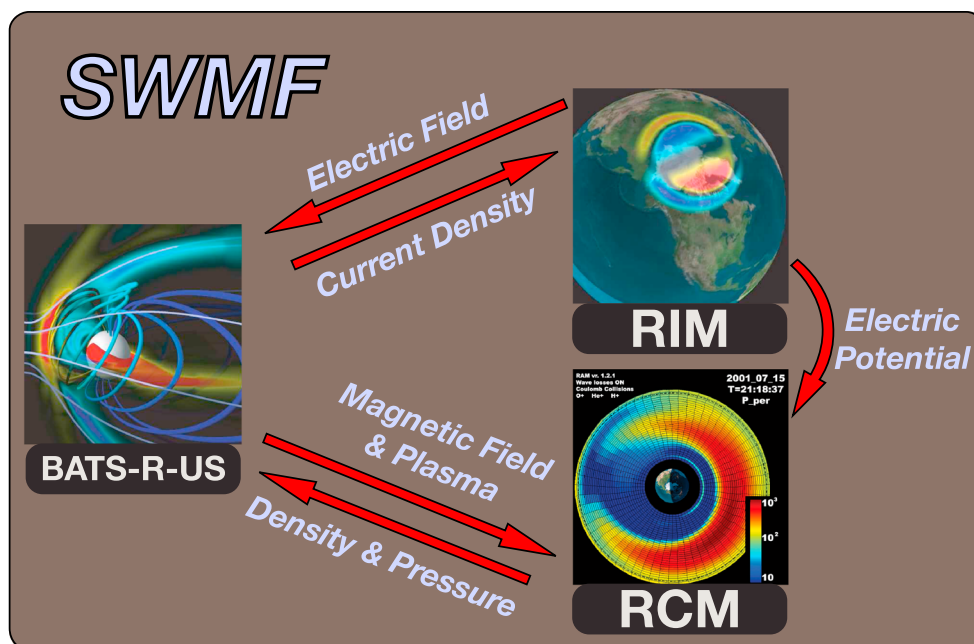 SWMF
Electric Field
Current Density
RIM
Electric
Potential
BATS-R-US
Magnetic Field
& Plasma
Density & Pressure
RAM vr. 1.2.1
Wave losses ON
Coulomb Collisions
O+ He+ H+
2001_07_15
T=21:18:37
P_per
10³
10²
10
RCM